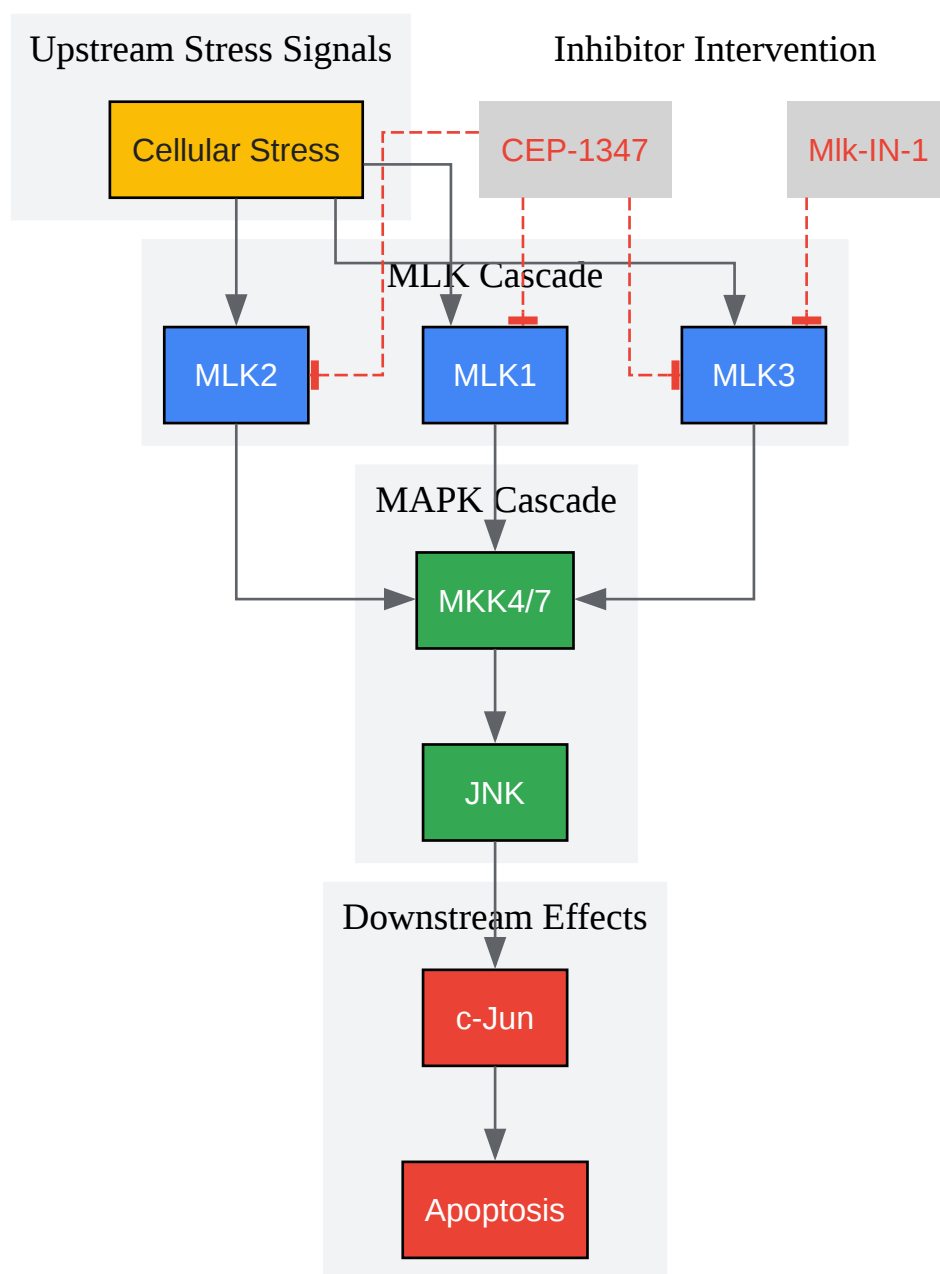 Upstream Stress Signals
Inhibitor Intervention
Cellular Stress
CEP-1347
Mlk-IN-1
MLK Cascade
MLK2
MLK1
MLK3
MAPK Cascade
MKK4/7
JNK
Downstream Effects
c-Jun
Apoptosis